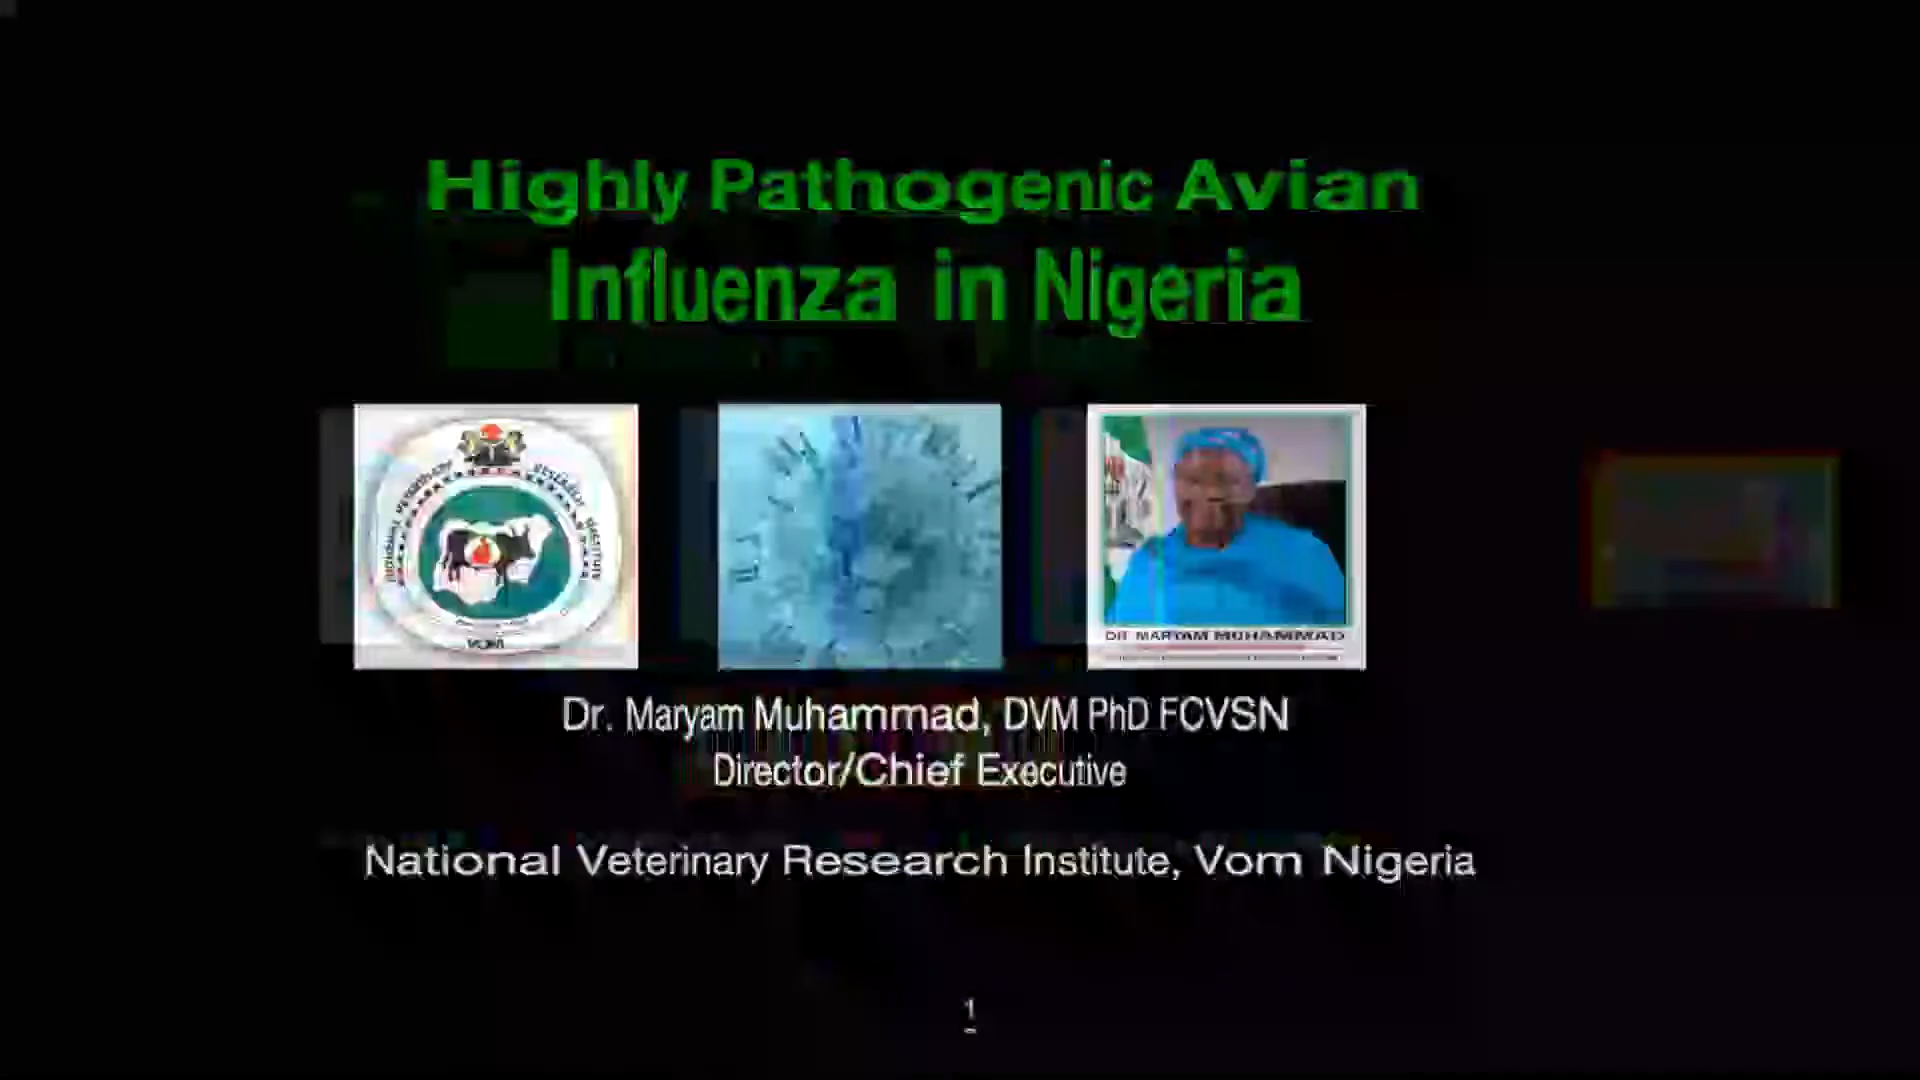 Highly Pathogenic Avian
Influenza in Nigeria
VOM
DR. MARYAM MUHAMMAD
Dr. Maryam Muhammad, DVM PhD FCVSN
Director/Chief Executive
National Veterinary Research Institute, Vom Nigeria
1